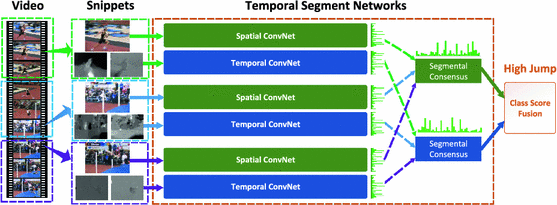 Video
Snippets
Temporal Segment Networks
Spatial ConvNet
Temporal ConvNet
Spatial ConvNet
Temporal ConvNet
Spatial ConvNet
Temporal ConvNet
Segmental
Consensus
Segmental
Consensus
High Jump
Class Score
Fusion